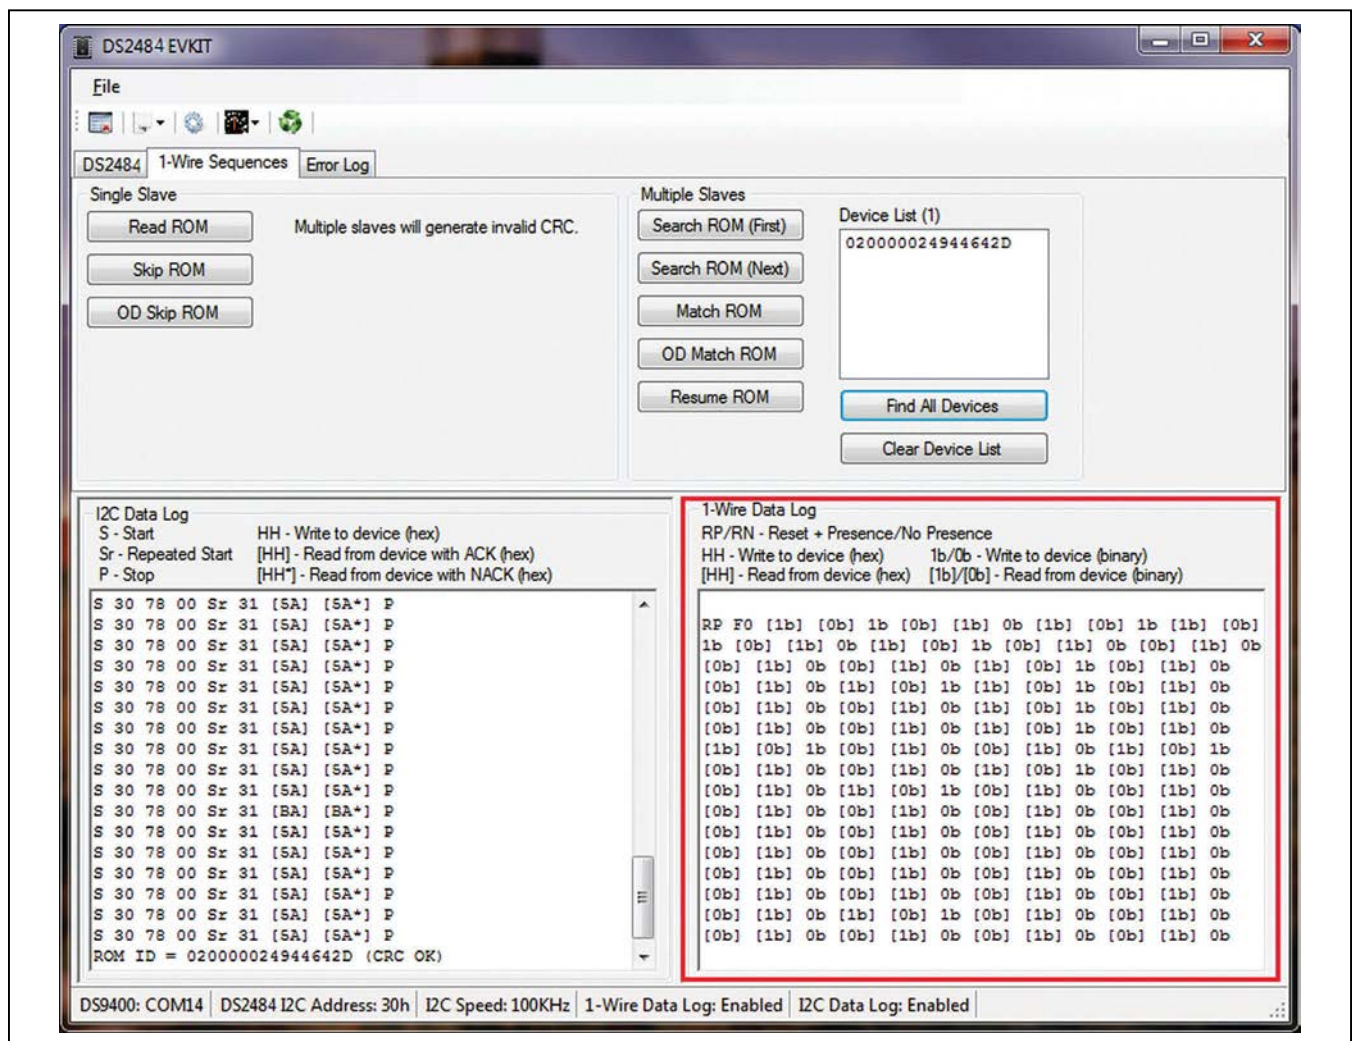 DS2484 EVKIT
File
DS2484
1-Wire Sequences
Error Log
Single Slave
Read ROM
Multiple slaves will generate invalid CRC.
Skip ROM
OD Skip ROM
Multiple Slaves
Search ROM (First)
Search ROM (Next)
Match ROM
OD Match ROM
Resume ROM
Device List (1)
020000024944642D
Find All Devices
Clear Device List
I2C Data Log
S - Start HH - Write to device (hex)
Sr - Repeated Start [HH] - Read from device with ACK (hex)
P - Stop [HH*] - Read from device with NACK (hex)
S 30 78 00 Sr 31 [5A] [5A*] P
S 30 78 00 Sr 31 [5A] [5A*] P
S 30 78 00 Sr 31 [5A] [5A*] P
S 30 78 00 Sr 31 [5A] [5A*] P
S 30 78 00 Sr 31 [5A] [5A*] P
S 30 78 00 Sr 31 [5A] [5A*] P
S 30 78 00 Sr 31 [5A] [5A*] P
S 30 78 00 Sr 31 [5A] [5A*] P
S 30 78 00 Sr 31 [5A] [5A*] P
S 30 78 00 Sr 31 [5A] [5A*] P
S 30 78 00 Sr 31 [BA] [BA*] P
S 30 78 00 Sr 31 [5A] [5A*] P
S 30 78 00 Sr 31 [5A] [5A*] P
S 30 78 00 Sr 31 [5A] [5A*] P
S 30 78 00 Sr 31 [5A] [5A*] P
S 30 78 00 Sr 31 [5A] [5A*] P
S 30 78 00 Sr 31 [5A] [5A*] P
ROM ID = 020000024944642D (CRC OK)
1-Wire Data Log
RP/RN - Reset + Presence/No Presence
HH - Write to device (hex) 1b/0b - Write to device (binary)
[HH] - Read from device (hex) [1b]/[0b] - Read from device (binary)
RP F0 [1b] [0b] 1b [0b] [1b] 0b [1b] [0b] 1b [1b] [0b]
1b [0b] [1b] 0b [1b] [0b] 1b [0b] [1b] 0b [0b] [1b] 0b
[0b] [1b] 0b [0b] [1b] 0b [1b] [0b] 1b [0b] [1b] 0b
[0b] [1b] 0b [1b] [0b] 1b [1b] [0b] 1b [0b] [1b] 0b
[0b] [1b] 0b [0b] [1b] 0b [1b] [0b] 1b [0b] [1b] 0b
[0b] [1b] 0b [0b] [1b] 0b [1b] [0b] 1b [0b] [1b] 0b
[1b] [0b] 1b [0b] [1b] 0b [0b] [1b] 0b [1b] [0b] 1b
[0b] [1b] 0b [0b] [1b] 0b [1b] [0b] 1b [0b] [1b] 0b
[0b] [1b] 0b [1b] [0b] 1b [0b] [1b] 0b [0b] [1b] 0b
[0b] [1b] 0b [0b] [1b] 0b [0b] [1b] 0b [0b] [1b] 0b
[0b] [1b] 0b [0b] [1b] 0b [0b] [1b] 0b [0b] [1b] 0b
[0b] [1b] 0b [0b] [1b] 0b [0b] [1b] 0b [0b] [1b] 0b
[0b] [1b] 0b [0b] [1b] 0b [0b] [1b] 0b [0b] [1b] 0b
[0b] [1b] 0b [0b] [1b] 0b [0b] [1b] 0b [0b] [1b] 0b
[0b] [1b] 0b [1b] [0b] 1b [0b] [1b] 0b [0b] [1b] 0b
[0b] [1b] 0b [0b] [1b] 0b [0b] [1b] 0b [0b] [1b] 0b
DS9400: COM14 DS2484 I2C Address: 30h I2C Speed: 100KHz 1-Wire Data Log: Enabled I2C Data Log: Enabled